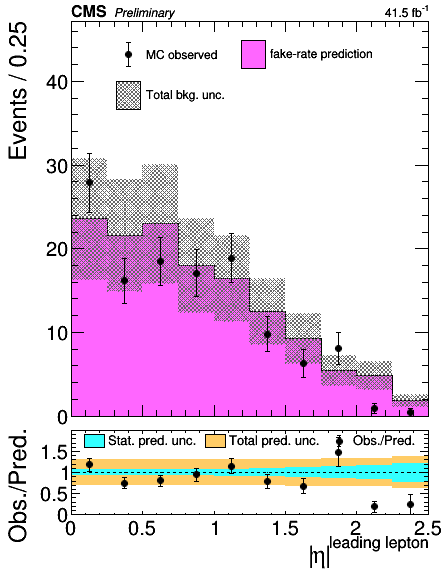 CMS Preliminary 41.5 fb⁻¹
Events / 0.25
MC observed
fake-rate prediction
Total bkg. unc.
40
30
20
10
0
Obs./Pred.
Stat. pred. unc.
Total pred. unc.
Obs./Pred.
1.5
1
0.5
0
0 0.5 1 1.5 2 2.5
|η|leading lepton